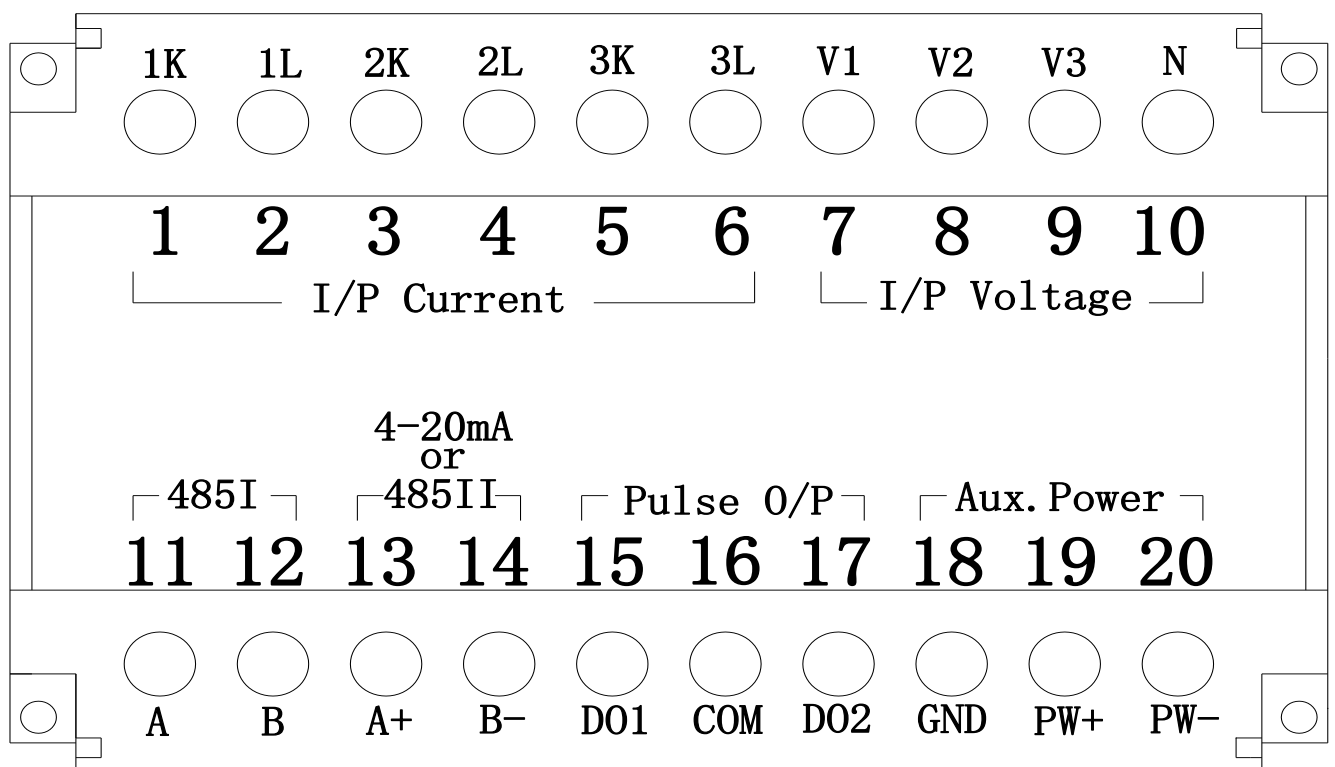 1K 1L 2K 2L 3K 3L V1 V2 V3 N
1 2 3 4 5 6 7 8 9 10
I/P Current I/P Voltage
4-20mA
or
485I 485II Pulse O/P Aux. Power
11 12 13 14 15 16 17 18 19 20
A B A+ B- DO1 COM DO2 GND PW+ PW-